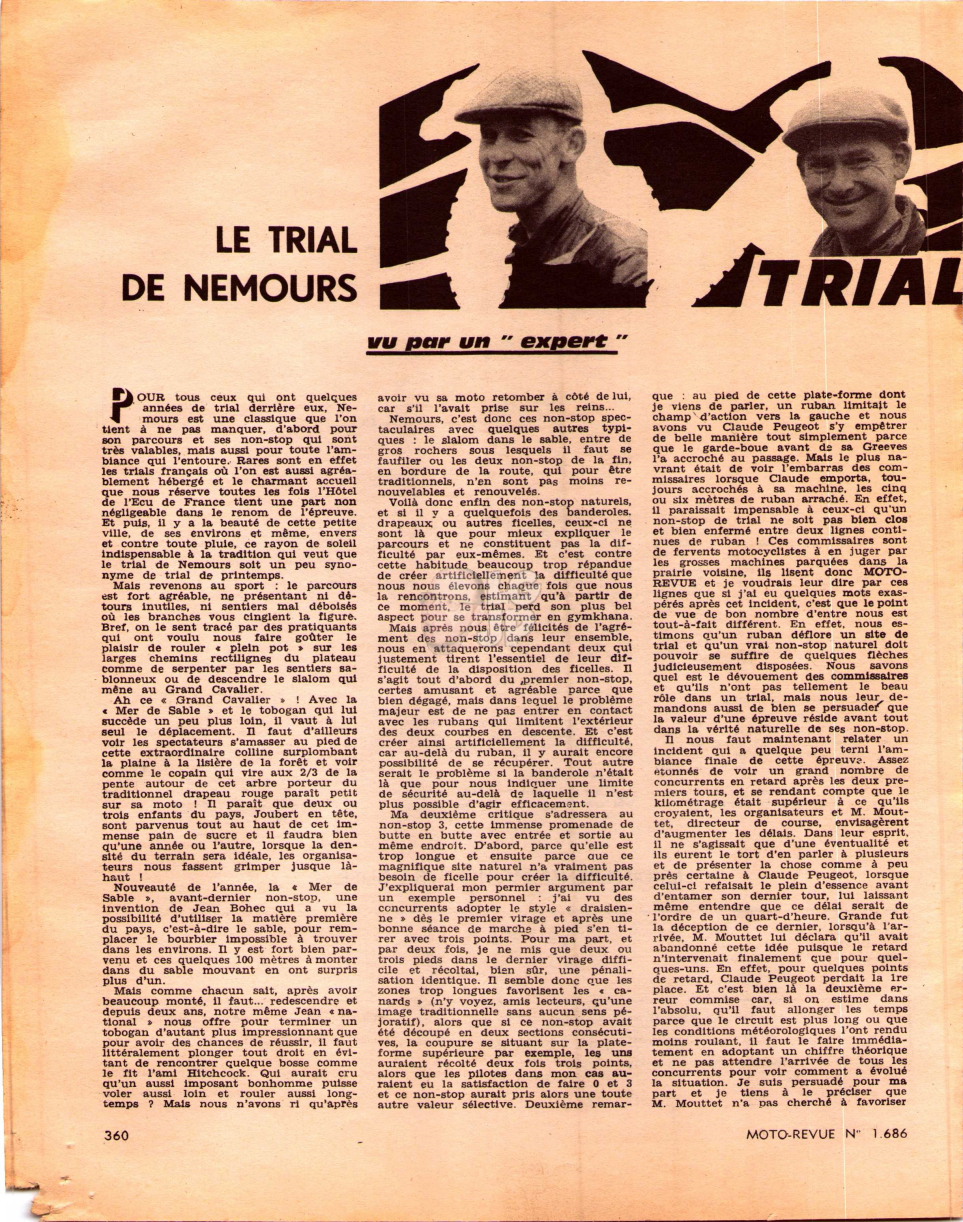 LE TRIAL
DE NEMOURS
TRIAL
vu par un " expert "
POUR tous ceux qui ont quelques
années de trial derrière eux, Ne-
mours est une classique que l'on
tient à ne pas manquer, d'abord pour
son parcours et ses non-stop qui sont
très valables, mais aussi pour toute l'am-
biance qui l'entoure. Rares sont en effet
les trials français où l'on est aussi agréa-
blement hébergé et le charmant accueil
que nous réserve toutes les fois l'Hôtel
de l'Ecu de France tient une part non
négligeable dans le renom de l'épreuve.
Et puis, il y a la beauté de cette petite
ville, de ses environs et même, envers
et contre toute pluie, ce rayon de soleil
indispensable à la tradition qui veut que
le trial de Nemours soit un peu syno-
nyme de trial de printemps.
Mais revenons au sport : le parcours
est fort agréable, ne présentant ni dé-
tours inutiles, ni sentiers mal déboisés
où les branches vous cinglent la figure.
Bref, on le sent tracé par des pratiquants
qui ont voulu nous faire goûter le
plaisir de rouler « plein pot » sur les
larges chemins rectilignes du plateau
comme de serpenter par les sentiers sa-
blonneux ou de descendre le slalom qui
mène au Grand Cavalier.
Ah ce « Grand Cavalier » ! Avec la
« Mer de Sable » et le tobogan qui lui
succède un peu plus loin, il vaut à lui
seul le déplacement. Il faut d'ailleurs
voir les spectateurs s'amasser au pied de
cette extraordinaire colline surplombant
la plaine à la lisière de la forêt et voir
comme le copain qui vire aux 2/3 de la
pente autour de cet arbre porteur du
traditionnel drapeau rouge paraît petit
sur sa moto ! Il paraît que deux ou
trois enfants du pays, Joubert en tête,
sont parvenus tout au haut de cet im-
mense pain de sucre et il faudra bien
qu'une année ou l'autre, lorsque la den-
sité du terrain sera idéale, les organisa-
teurs nous fassent grimper jusque là-
haut !
Nouveauté de l'année, la « Mer de
Sable », avant-dernier non-stop, une
invention de Jean Bohec qui a vu la
possibilité d'utiliser la matière première
du pays, c'est-à-dire le sable, pour rem-
placer le bourbier impossible à trouver
dans les environs. Il y est fort bien par-
venu et ces quelques 100 mètres à monter
dans du sable mouvant en ont surpris
plus d'un.
Mais comme chacun sait, après avoir
beaucoup monté, il faut... redescendre et
depuis deux ans, notre même Jean « na-
tional » nous offre pour terminer un
tobogan d'autant plus impressionnant que
pour avoir des chances de réussir, il faut
littéralement plonger tout droit en évi-
tant de rencontrer quelque bosse comme
le fit l'ami Hitchcock. Qui aurait cru
qu'un aussi imposant bonhomme puisse
voler aussi loin et rouler aussi long-
temps ? Mais nous n'avons ri qu'après
avoir vu sa moto retomber à côté de lui,
car s'il l'avait prise sur les reins...
Nemours, c'est donc ces non-stop spec-
taculaires avec quelques autres typi-
ques : le slalom dans le sable, entre de
gros rochers sous lesquels il faut se
faufiler ou les deux non-stop de la fin,
en bordure de la route, qui pour être
traditionnels, n'en sont pas moins re-
nouvelables et renouvelés.
Voilà donc enfin des non-stop naturels,
et si il y a quelquefois des banderoles,
drapeaux ou autres ficelles, ceux-ci ne
sont là que pour mieux expliquer le
parcours et ne constituent pas la dif-
ficulté par eux-mêmes. Et c'est contre
cette habitude beaucoup trop répandue
de créer artificiellement la difficulté que
nous nous élevons chaque fois que nous
la rencontrons, estimant qu'à partir de
ce moment, le trial perd son plus bel
aspect pour se transformer en gymkhana.
Mais après nous être félicités de l'agré-
ment des non-stop dans leur ensemble,
nous en attaquerons cependant deux qui
justement tirent l'essentiel de leur dif-
ficulté de la disposition des ficelles. Il
s'agit tout d'abord du premier non-stop,
certes amusant et agréable parce que
bien dégagé, mais dans lequel le problème
majeur est de ne pas entrer en contact
avec les rubans qui limitent l'extérieur
des deux courbes en descente. Et c'est
créer ainsi artificiellement la difficulté,
car au-delà du ruban, il y aurait encore
possibilité de se récupérer. Tout autre
serait le problème si la banderole n'était
là que pour nous indiquer une limite
de sécurité au-delà de laquelle il n'est
plus possible d'agir efficacement.
Ma deuxième critique s'adressera au
non-stop 3, cette immense promenade de
butte en butte avec entrée et sortie au
même endroit. D'abord, parce qu'elle est
trop longue et ensuite parce que ce
magnifique site naturel n'a vraiment pas
besoin de ficelle pour créer la difficulté.
J'expliquerai mon permier argument par
un exemple personnel : j'ai vu des
concurrents adopter le style « draisien-
ne » dès le premier virage et après une
bonne séance de marche à pied s'en ti-
rer avec trois points. Pour ma part, et
par deux fois, je ne mis que deux ou
trois pieds dans le dernier virage diffi-
cile et récoltai, bien sûr, une pénali-
sation identique. Il semble donc que les
zones trop longues favorisent les « ca-
nards » (n'y voyez, amis lecteurs, qu'une
image traditionnelle sans aucun sens pé-
joratif), alors que si ce non-stop avait
été découpé en deux sections consécuti-
ves, la coupure se situant sur la plate-
forme supérieure par exemple, les uns
auraient récolté deux fois trois points,
alors que les pilotes dans mon cas au-
raient eu la satisfaction de faire 0 et 3
et ce non-stop aurait pris alors une toute
autre valeur sélective. Deuxième remar-
que : au pied de cette plate-forme dont
je viens de parler, un ruban limitait le
champ d'action vers la gauche et nous
avons vu Claude Peugeot s'y empêtrer
de belle manière tout simplement parce
que le garde-boue avant de sa Greeves
l'a accroché au passage. Mais le plus na-
vrant était de voir l'embarras des com-
missaires lorsque Claude emporta, tou-
jours accrochés à sa machine, les cinq
ou six mètres de ruban arraché. En effet,
il paraissait impensable à ceux-ci qu'un
non-stop de trial ne soit pas bien clos
et bien enfermé entre deux lignes conti-
nues de ruban ! Ces commissaires sont
de fervents motocyclistes à en juger par
les grosses machines parquées dans la
prairie voisine, ils lisent donc MOTO-
REVUE et je voudrais leur dire par ces
lignes que si j'ai eu quelques mots exas-
pérés après cet incident, c'est que le point
de vue de bon nombre d'entre nous est
tout-à-fait différent. En effet, nous es-
timons qu'un ruban déflore un site de
trial et qu'un vrai non-stop naturel doit
pouvoir se suffire de quelques flèches
judicieusement disposées. Nous savons
quel est le dévouement des commissaires
et qu'ils n'ont pas tellement le beau
rôle dans un trial, mais nous leur de-
mandons aussi de bien se persuader que
la valeur d'une épreuve réside avant tout
dans la vérité naturelle de ses non-stop.
Il nous faut maintenant relater un
incident qui a quelque peu terni l'am-
biance finale de cette épreuve. Assez
étonnés de voir un grand nombre de
concurrents en retard après les deux pre-
miers tours, et se rendant compte que le
kilométrage était supérieur à ce qu'ils
croyaient, les organisateurs et M. Mout-
tet, directeur de course, envisagèrent
d'augmenter les délais. Dans leur esprit,
il ne s'agissait que d'une éventualité et
ils eurent le tort d'en parler à plusieurs
et de présenter la chose comme à peu
près certaine à Claude Peugeot, lorsque
celui-ci refaisait le plein d'essence avant
d'entamer son dernier tour, lui laissant
même entendre que ce délai serait de
l'ordre de un quart-d'heure. Grande fut
la déception de ce dernier, lorsqu'à l'ar-
rivée, M. Mouttet lui déclara qu'il avait
abandonné cette idée puisque le retard
n'intervenait finalement que pour quel-
ques-uns. En effet, pour quelques points
de retard, Claude Peugeot perdait la 1re
place. Et c'est bien là la deuxième er-
reur commise car, si on estime dans
l'absolu, qu'il faut allonger les temps
parce que le circuit est plus long ou que
les conditions météorologiques l'ont rendu
moins roulant, il faut le faire immédia-
tement en adoptant un chiffre théorique
et ne pas attendre l'arrivée de tous les
concurrents pour voir comment a évolué
la situation. Je suis persuadé pour ma
part et je tiens à le préciser que
M. Mouttet n'a pas cherché à favoriser
360
MOTO-REVUE N° 1.686